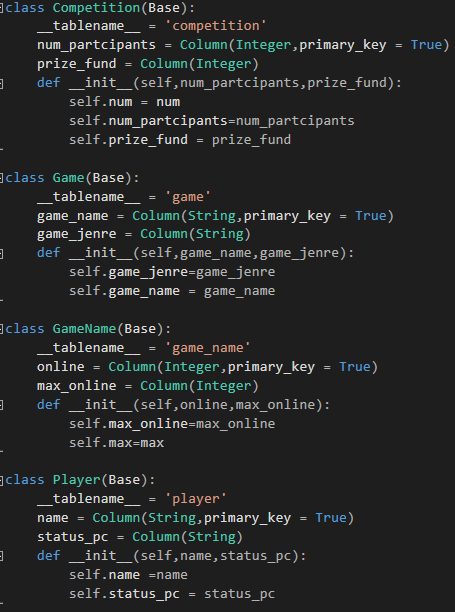 class Competition(Base):
    __tablename__ = 'competition'
    num_partcipants = Column(Integer,primary_key = True)
    prize_fund = Column(Integer)
    def __init__(self,num_partcipants,prize_fund):
        self.num = num
        self.num_partcipants=num_partcipants
        self.prize_fund = prize_fund
class Game(Base):
    __tablename__ = 'game'
    game_name = Column(String,primary_key = True)
    game_jenre = Column(String)
    def __init__(self,game_name,game_jenre):
        self.game_jenre=game_jenre
        self.game_name = game_name
class GameName(Base):
    __tablename__ = 'game_name'
    online = Column(Integer,primary_key = True)
    max_online = Column(Integer)
    def __init__(self,online,max_online):
        self.max_online=max_online
        self.max=max
class Player(Base):
    __tablename__ = 'player'
    name = Column(String,primary_key = True)
    status_pc = Column(String)
    def __init__(self,name,status_pc):
        self.name =name
        self.status_pc = status_pc